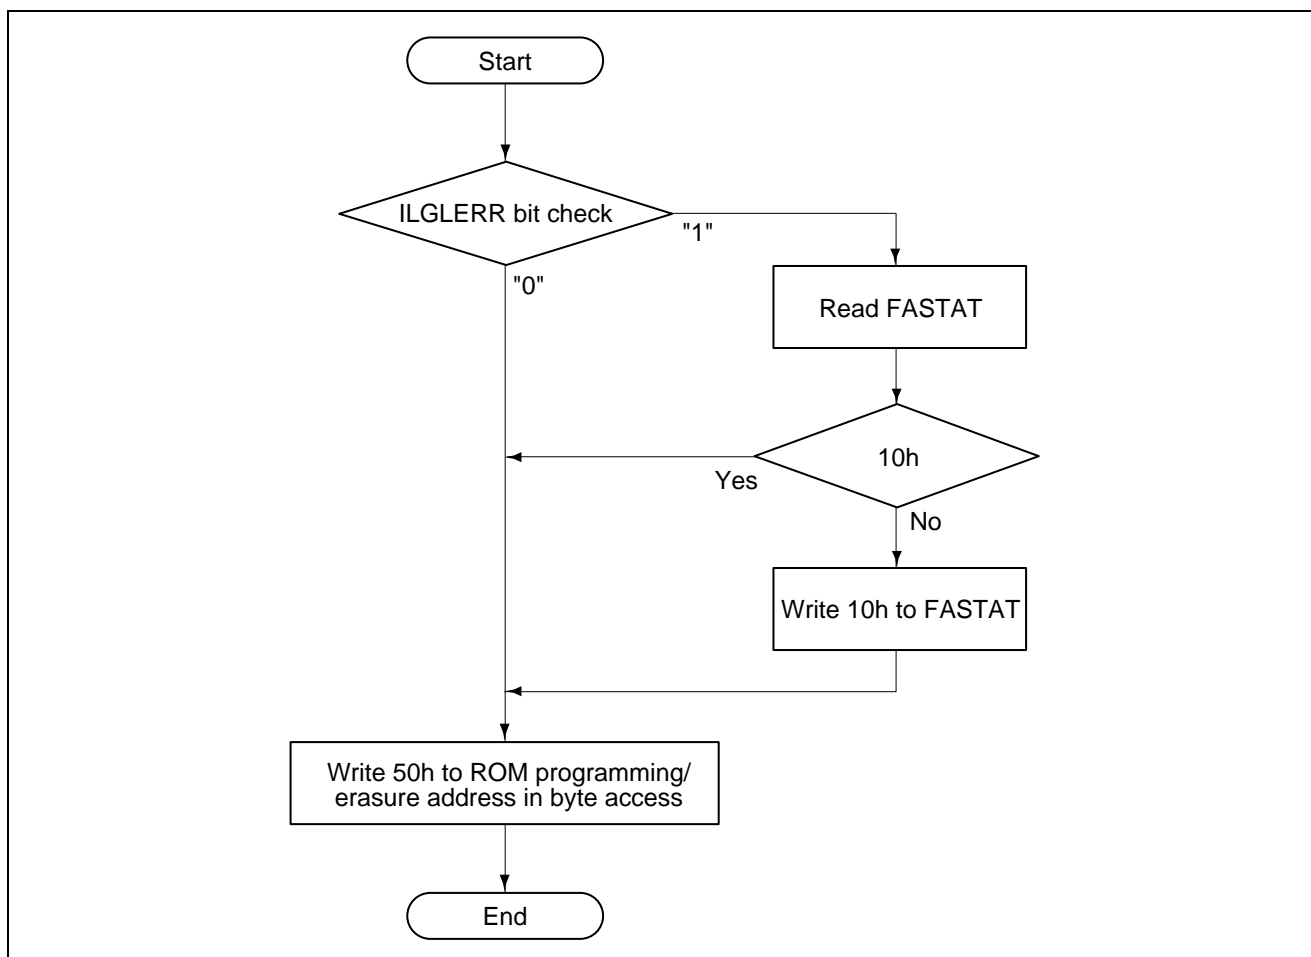 Start
ILGLERR bit check
"1"
"0"
Read FASTAT
10h
Yes
No
Write 10h to FASTAT
Write 50h to ROM programming/
erasure address in byte access
End